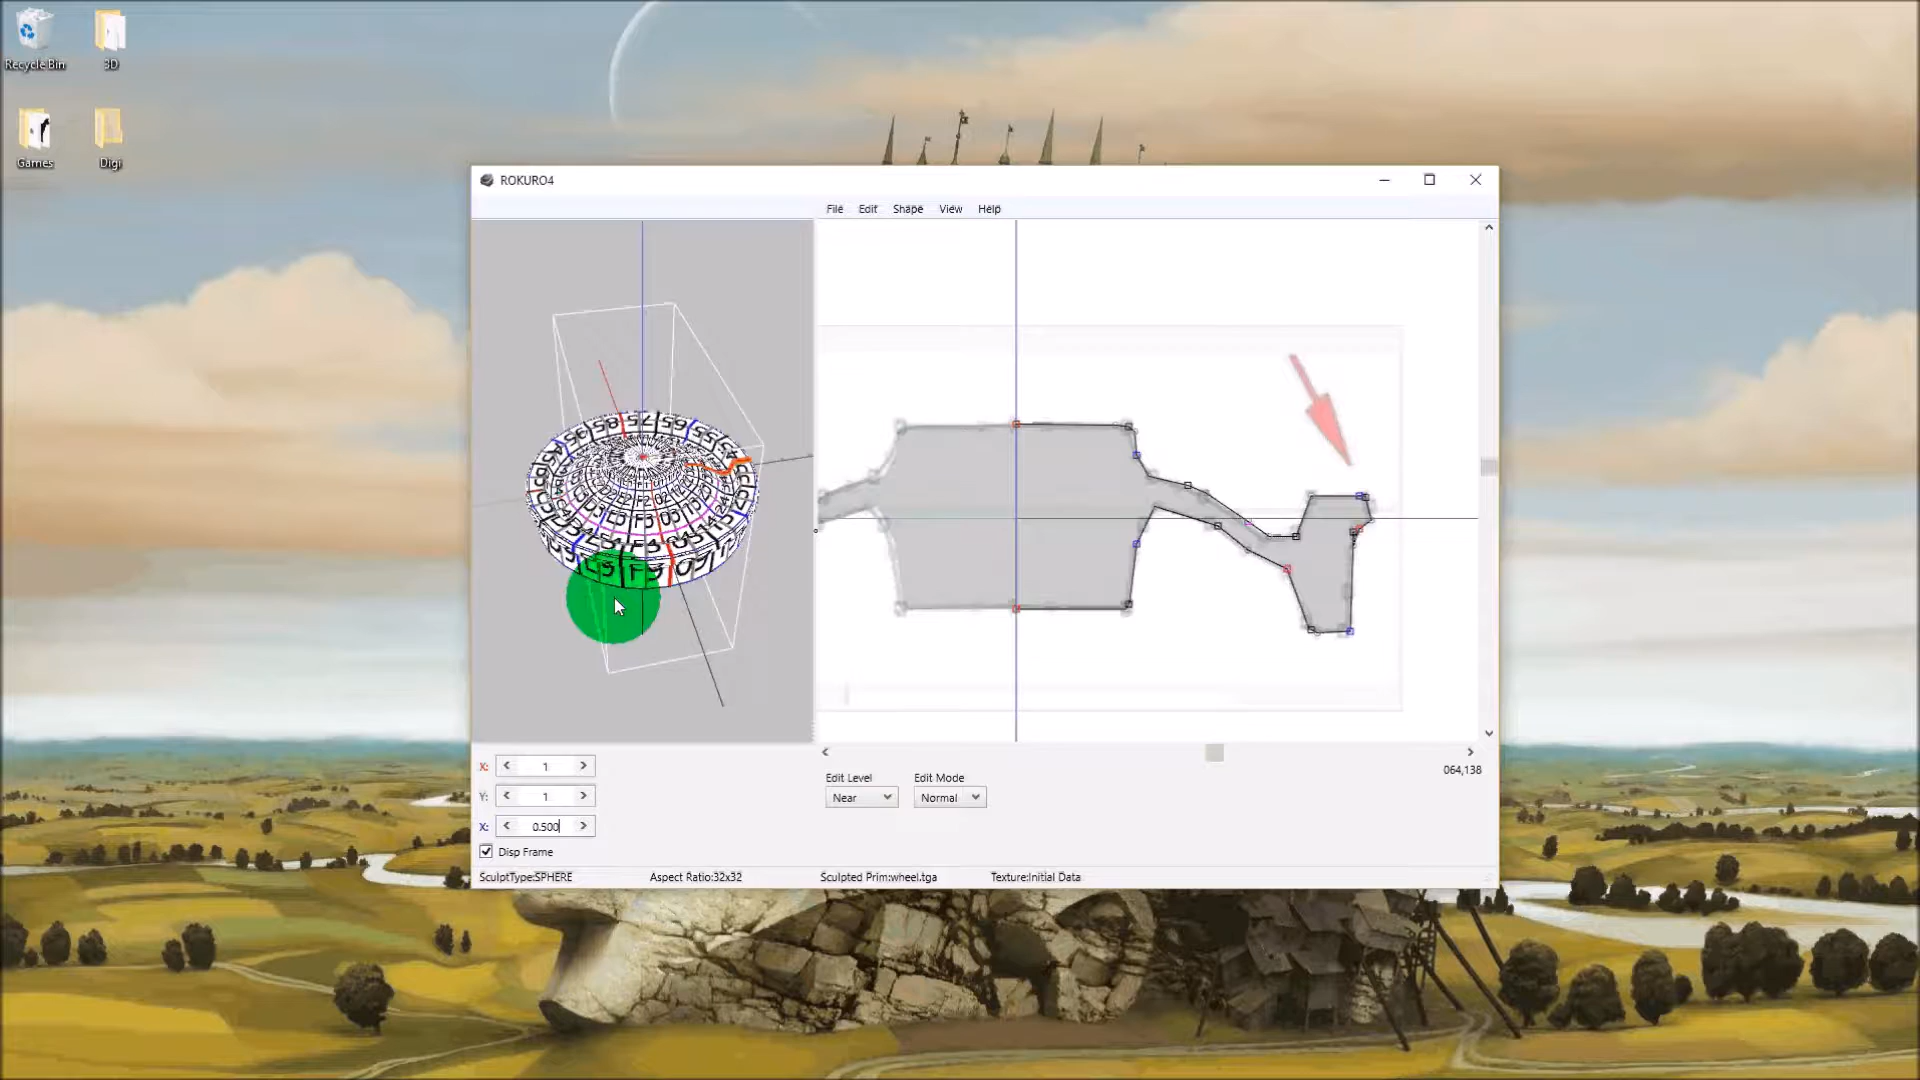 Recycle Bin
3D
Games
Digi
ROKURO4
File Edit Shape View Help
X: 1
Y: 1
X: 0.500
Disp Frame
064,138
Edit Level Edit Mode
Near Normal
SculptType:SPHERE Aspect Ratio:32x32 Sculpted Prim:wheel.tga Texture:Initial Data